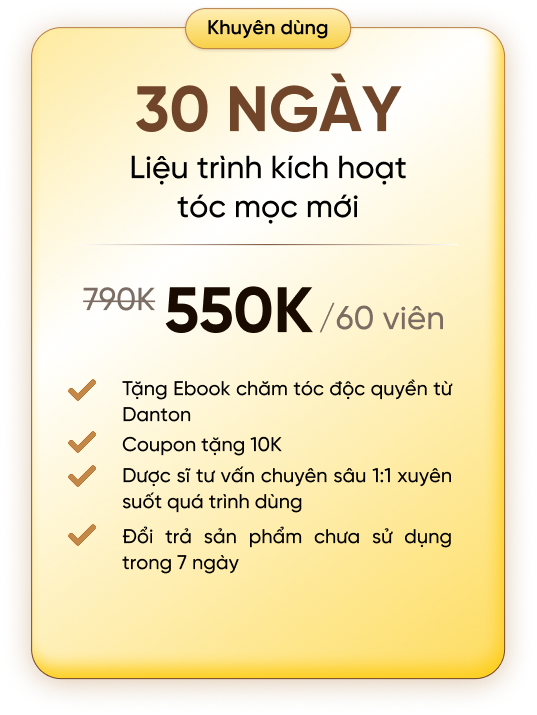 Khuyên dùng
30 NGÀY
Liệu trình kích hoạt
tóc mọc mới
790K 550K /60 viên
Tặng Ebook chăm tóc độc quyền từ
Danton
Coupon tặng 10K
Dược sĩ tư vấn chuyên sâu 1:1 xuyên
suốt quá trình dùng
Đổi trả sản phẩm chưa sử dụng
trong 7 ngày